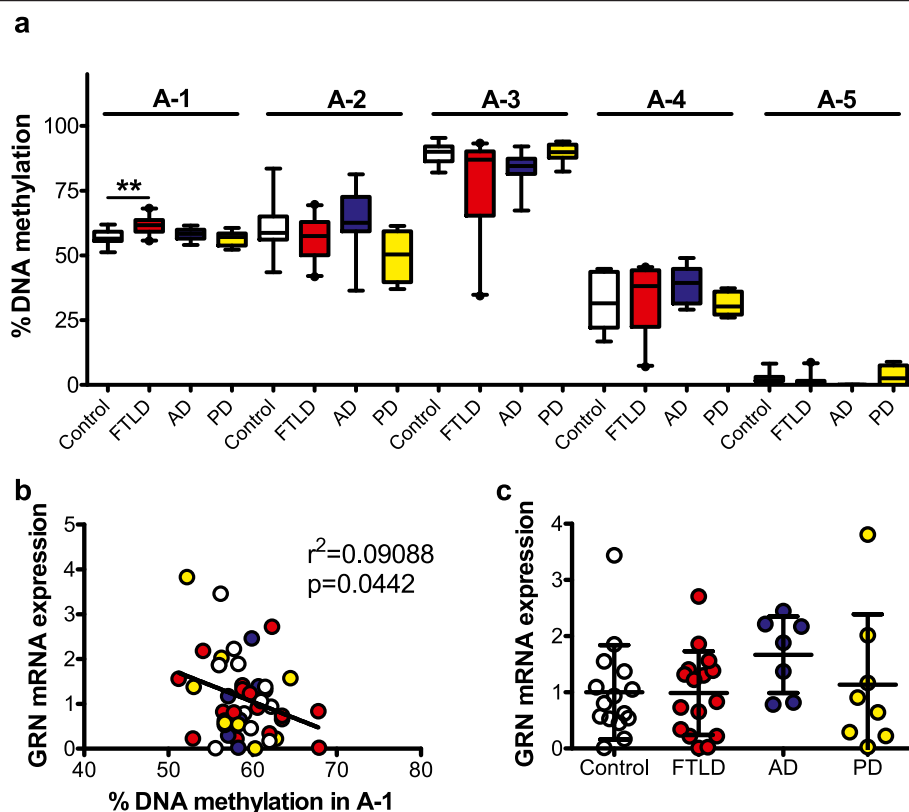 a
A-1 A-2 A-3 A-4 A-5
**
% DNA methylation
100
75
50
25
0
Control FTLD AD PD Control FTLD AD PD Control FTLD AD PD Control FTLD AD PD Control FTLD AD PD
b
GRN mRNA expression
5
4
3
2
1
0
r²=0.09088
p=0.0442
40 50 60 70 80
% DNA methylation in A-1
c
GRN mRNA expression
4
3
2
1
0
Control FTLD AD PD